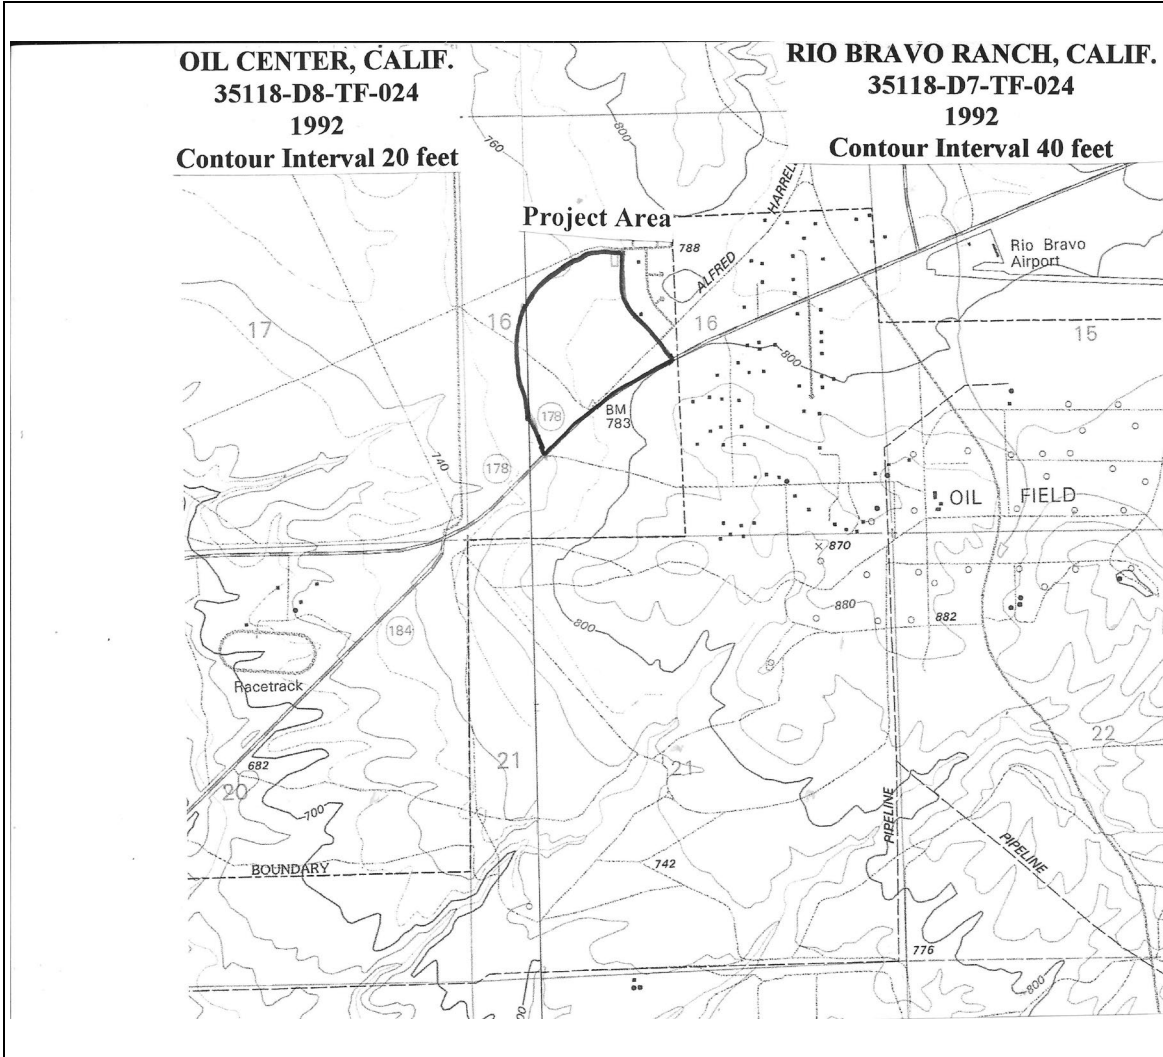 OIL CENTER, CALIF.
35118-D8-TF-024
1992
Contour Interval 20 feet
RIO BRAVO RANCH, CALIF.
35118-D7-TF-024
1992
Contour Interval 40 feet
760
800
HARREL
Project Area
788
ALFRED
Rio Bravo
Airport
17
16
16
15
800
178
BM
783
740
178
OIL FIELD
870
880
882
800
184
Racetrack
682
20
21
21
22
700
PIPELINE
PIPELINE
742
BOUNDARY
776
800
00